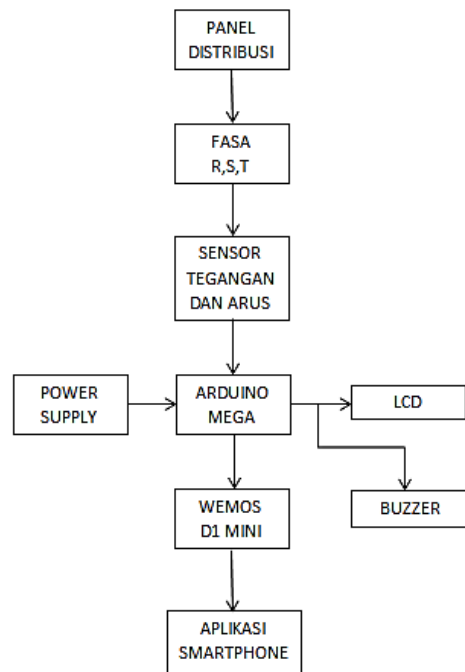 PANEL
DISTRIBUSI
FASA
R,S,T
SENSOR
TEGANGAN
DAN ARUS
POWER
SUPPLY
ARDUINO
MEGA
LCD
WEMOS
D1 MINI
BUZZER
APLIKASI
SMARTPHONE